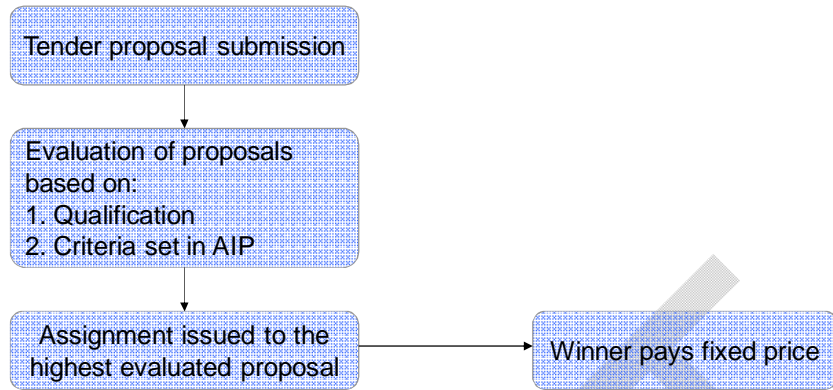 Tender proposal submission
Evaluation of proposals
based on:
1. Qualification
2. Criteria set in AIP
Assignment issued to the
highest evaluated proposal
Winner pays fixed price